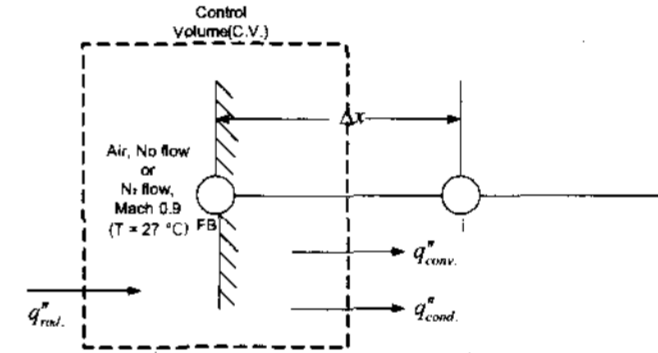 Control
Volume(C.V.)
Δx
Air, No flow
or
N₂ flow,
Mach 0.9
(T = 27 °C) FB
i
q"conv.
q"rad.
q"cond.